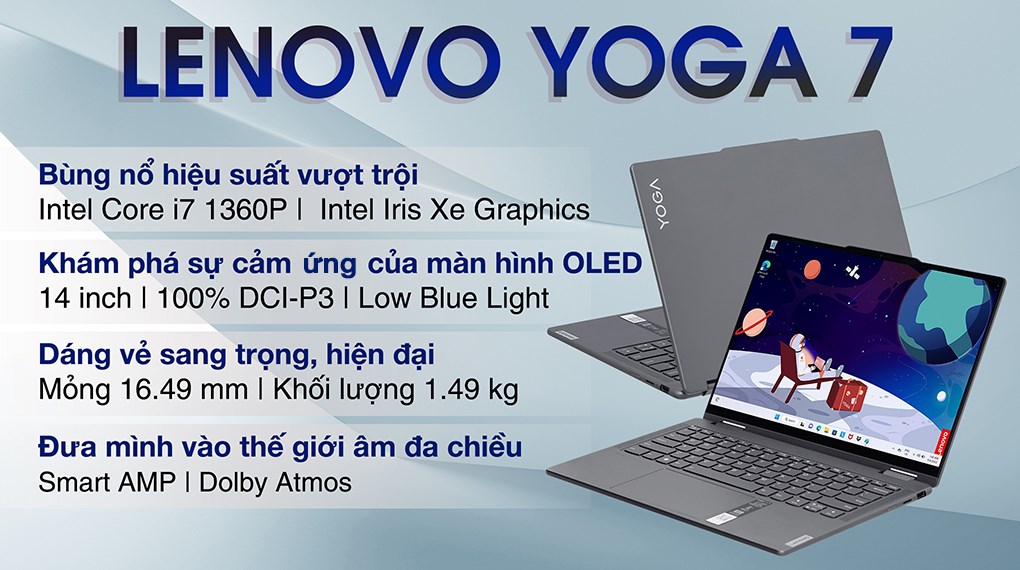 LENOVO YOGA 7
Bùng nổ hiệu suất vượt trội
Intel Core i7 1360P | Intel Iris Xe Graphics
Khám phá sự cảm ứng của màn hình OLED
14 inch | 100% DCI-P3 | Low Blue Light
Dáng vẻ sang trọng, hiện đại
Mỏng 16.49 mm | Khối lượng 1.49 kg
Đưa mình vào thế giới âm đa chiều
Smart AMP | Dolby Atmos
YOGA
Lenovo